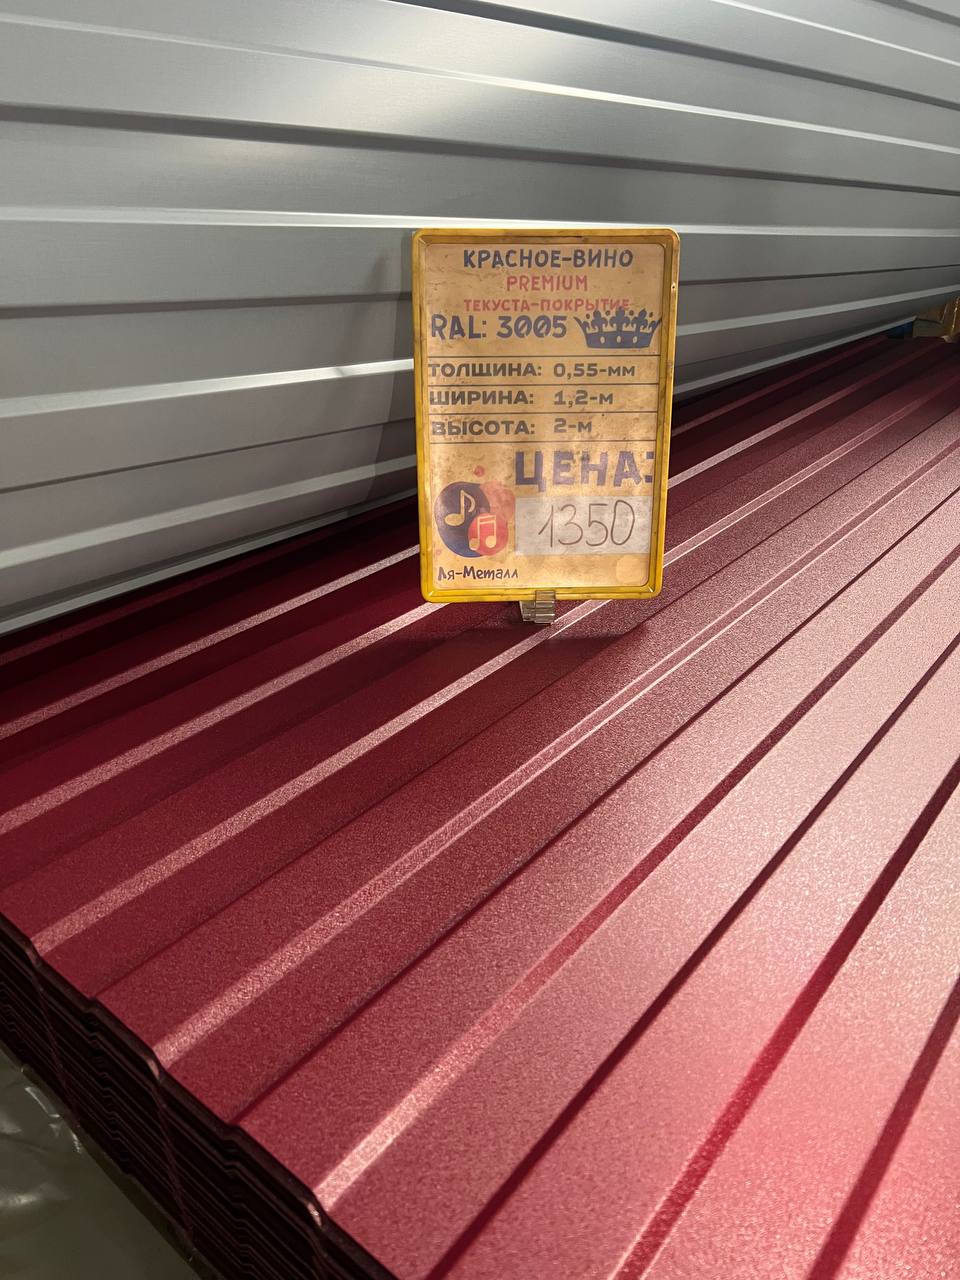 КРАСНОЕ-ВИНО
PREMIUM
ТЕКУСТА-ПОКРЫТИЕ
RAL: 3005
ТОЛЩИНА: 0,55-мм
ШИРИНА: 1,2-м
ВЫСОТА: 2-м
ЦЕНА:
1350
Ля-Металл